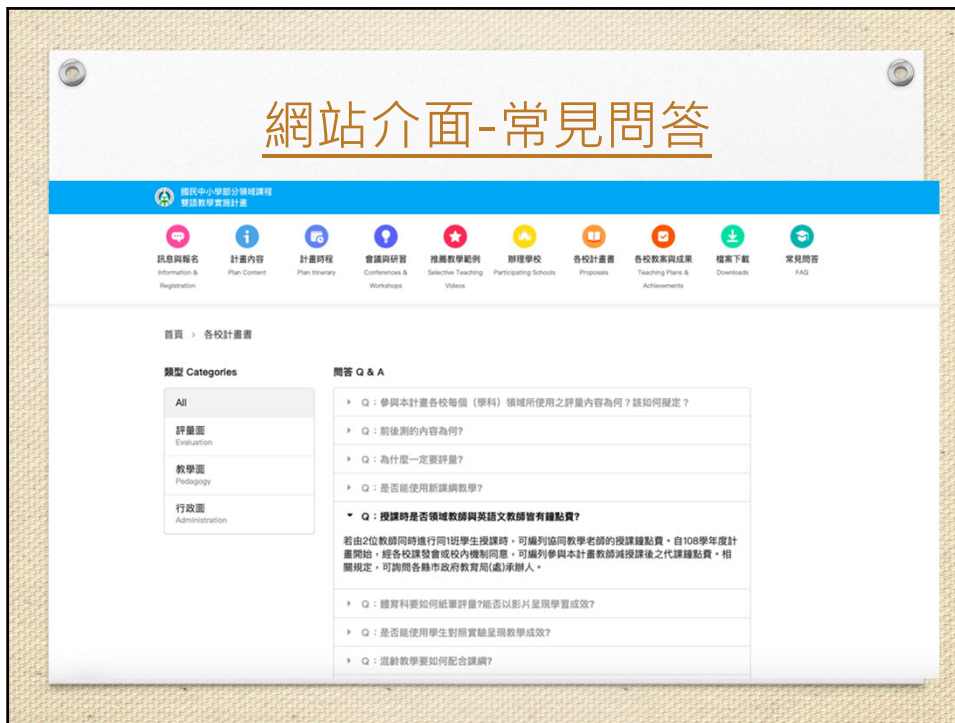 網站介面-常見問答
國民中小學部分領域課程
雙語教學實施計畫
訊息與報名
Information &
Registration
計畫內容
Plan Content
計畫時程
Plan Itinerary
會議與研習
Conferences &
Workshops
推薦教學範例
Selective Teaching
Videos
辦理學校
Participating Schools
各校計畫書
Proposals
各校教案與成果
Teaching Plans &
Achievements
檔案下載
Downloads
常見問答
FAQ
首頁 > 各校計畫書
類型 Categories
All
評量面
Evaluation
教學面
Pedagogy
行政面
Administration
問答 Q & A
Q：參與本計畫各校每個（學科）領域所使用之評量內容為何？該如何擬定？
Q：前後測的內容為何?
Q：為什麼一定要評量?
Q：是否能使用新課綱教學?
Q：授課時是否領域教師與英語文教師皆有鐘點費?
若由2位教師同時進行同1班學生授課時，可編列協同教學老師的授課鐘點費。自108學年度計
畫開始，經各校課發會或校內機制同意，可編列參與本計畫教師減授課後之代課鐘點費。相
關規定，可詢問各縣市政府教育局(處)承辦人。
Q：體育科要如何紙筆評量?能否以影片呈現學習成效?
Q：是否能使用學生對照實驗呈現教學成效?
Q：混齡教學要如何配合課綱?